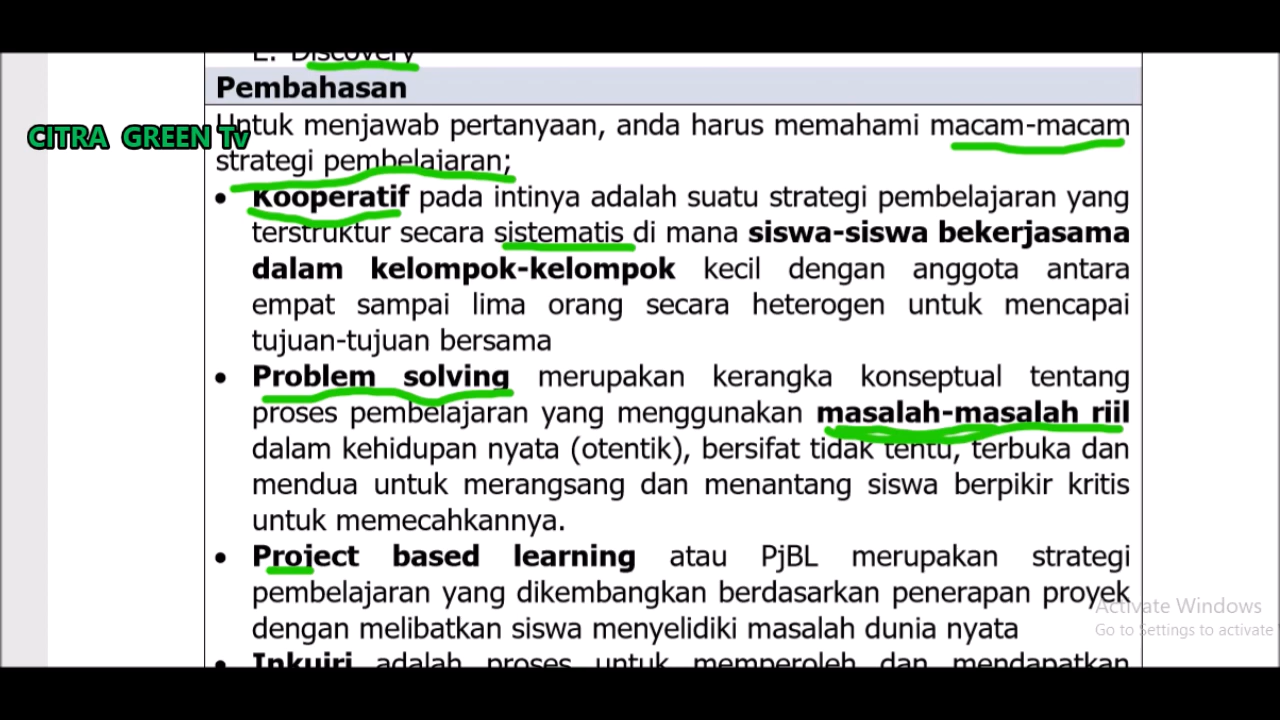 E. Discovery
Pembahasan
CITRA GREEN Tv
Untuk menjawab pertanyaan, anda harus memahami macam-macam
strategi pembelajaran;
• Kooperatif pada intinya adalah suatu strategi pembelajaran yang
terstruktur secara sistematis di mana siswa-siswa bekerjasama
dalam kelompok-kelompok kecil dengan anggota antara
empat sampai lima orang secara heterogen untuk mencapai
tujuan-tujuan bersama
• Problem solving merupakan kerangka konseptual tentang
proses pembelajaran yang menggunakan masalah-masalah riil
dalam kehidupan nyata (otentik), bersifat tidak tentu, terbuka dan
mendua untuk merangsang dan menantang siswa berpikir kritis
untuk memecahkannya.
• Project based learning atau PjBL merupakan strategi
pembelajaran yang dikembangkan berdasarkan penerapan proyek
dengan melibatkan siswa menyelidiki masalah dunia nyata
• Inkuiri adalah proses untuk memperoleh dan mendapatkan
Activate Windows
Go to Settings to activate